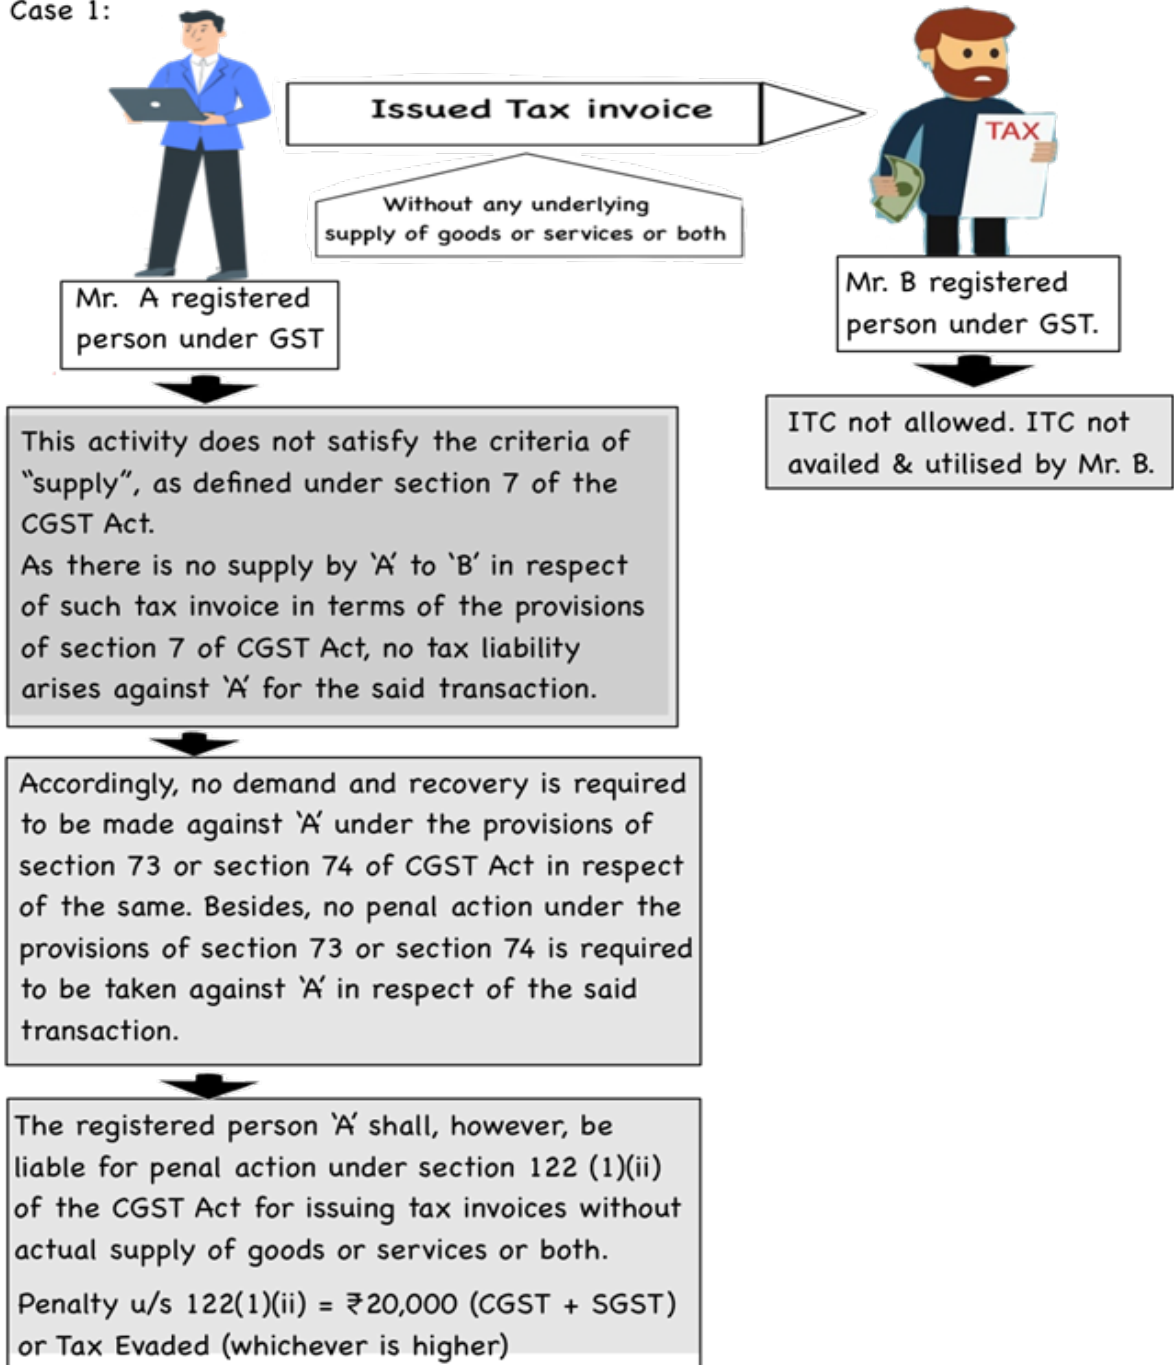 Case 1:
Issued Tax invoice
TAX
Without any underlying
supply of goods or services or both
Mr. A registered
person under GST
Mr. B registered
person under GST.
ITC not allowed. ITC not
availed & utilised by Mr. B.
This activity does not satisfy the criteria of
“supply”, as defined under section 7 of the
CGST Act.
As there is no supply by ‘A’ to ‘B’ in respect
of such tax invoice in terms of the provisions
of section 7 of CGST Act, no tax liability
arises against ‘A’ for the said transaction.
Accordingly, no demand and recovery is required
to be made against ‘A’ under the provisions of
section 73 or section 74 of CGST Act in respect
of the same. Besides, no penal action under the
provisions of section 73 or section 74 is required
to be taken against ‘A’ in respect of the said
transaction.
The registered person ‘A’ shall, however, be
liable for penal action under section 122 (1)(ii)
of the CGST Act for issuing tax invoices without
actual supply of goods or services or both.
Penalty u/s 122(1)(ii) = ₹20,000 (CGST + SGST)
or Tax Evaded (whichever is higher)